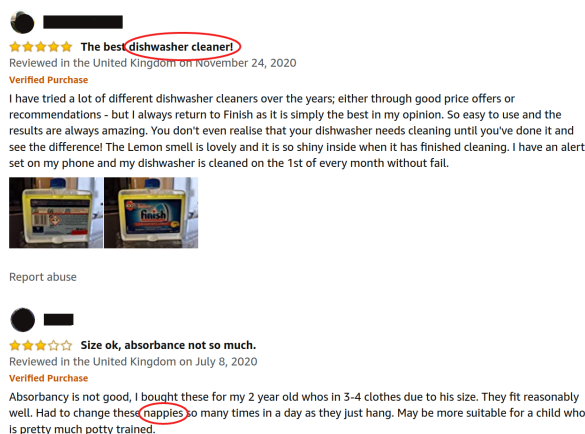 The best dishwasher cleaner!
Reviewed in the United Kingdom on November 24, 2020
Verified Purchase
I have tried a lot of different dishwasher cleaners over the years; either through good price offers or
recommendations - but I always return to Finish as it is simply the best in my opinion. So easy to use and the
results are always amazing. You don't even realise that your dishwasher needs cleaning until you've done it and
see the difference! The Lemon smell is lovely and it is so shiny inside when it has finished cleaning. I have an alert
set on my phone and my dishwasher is cleaned on the 1st of every month without fail.
finish
Report abuse
Size ok, absorbance not so much.
Reviewed in the United Kingdom on July 8, 2020
Verified Purchase
Absorbancy is not good, I bought these for my 2 year old whos in 3-4 clothes due to his size. They fit reasonably
well. Had to change these nappies so many times in a day as they just hang. May be more suitable for a child who
is pretty much potty trained.